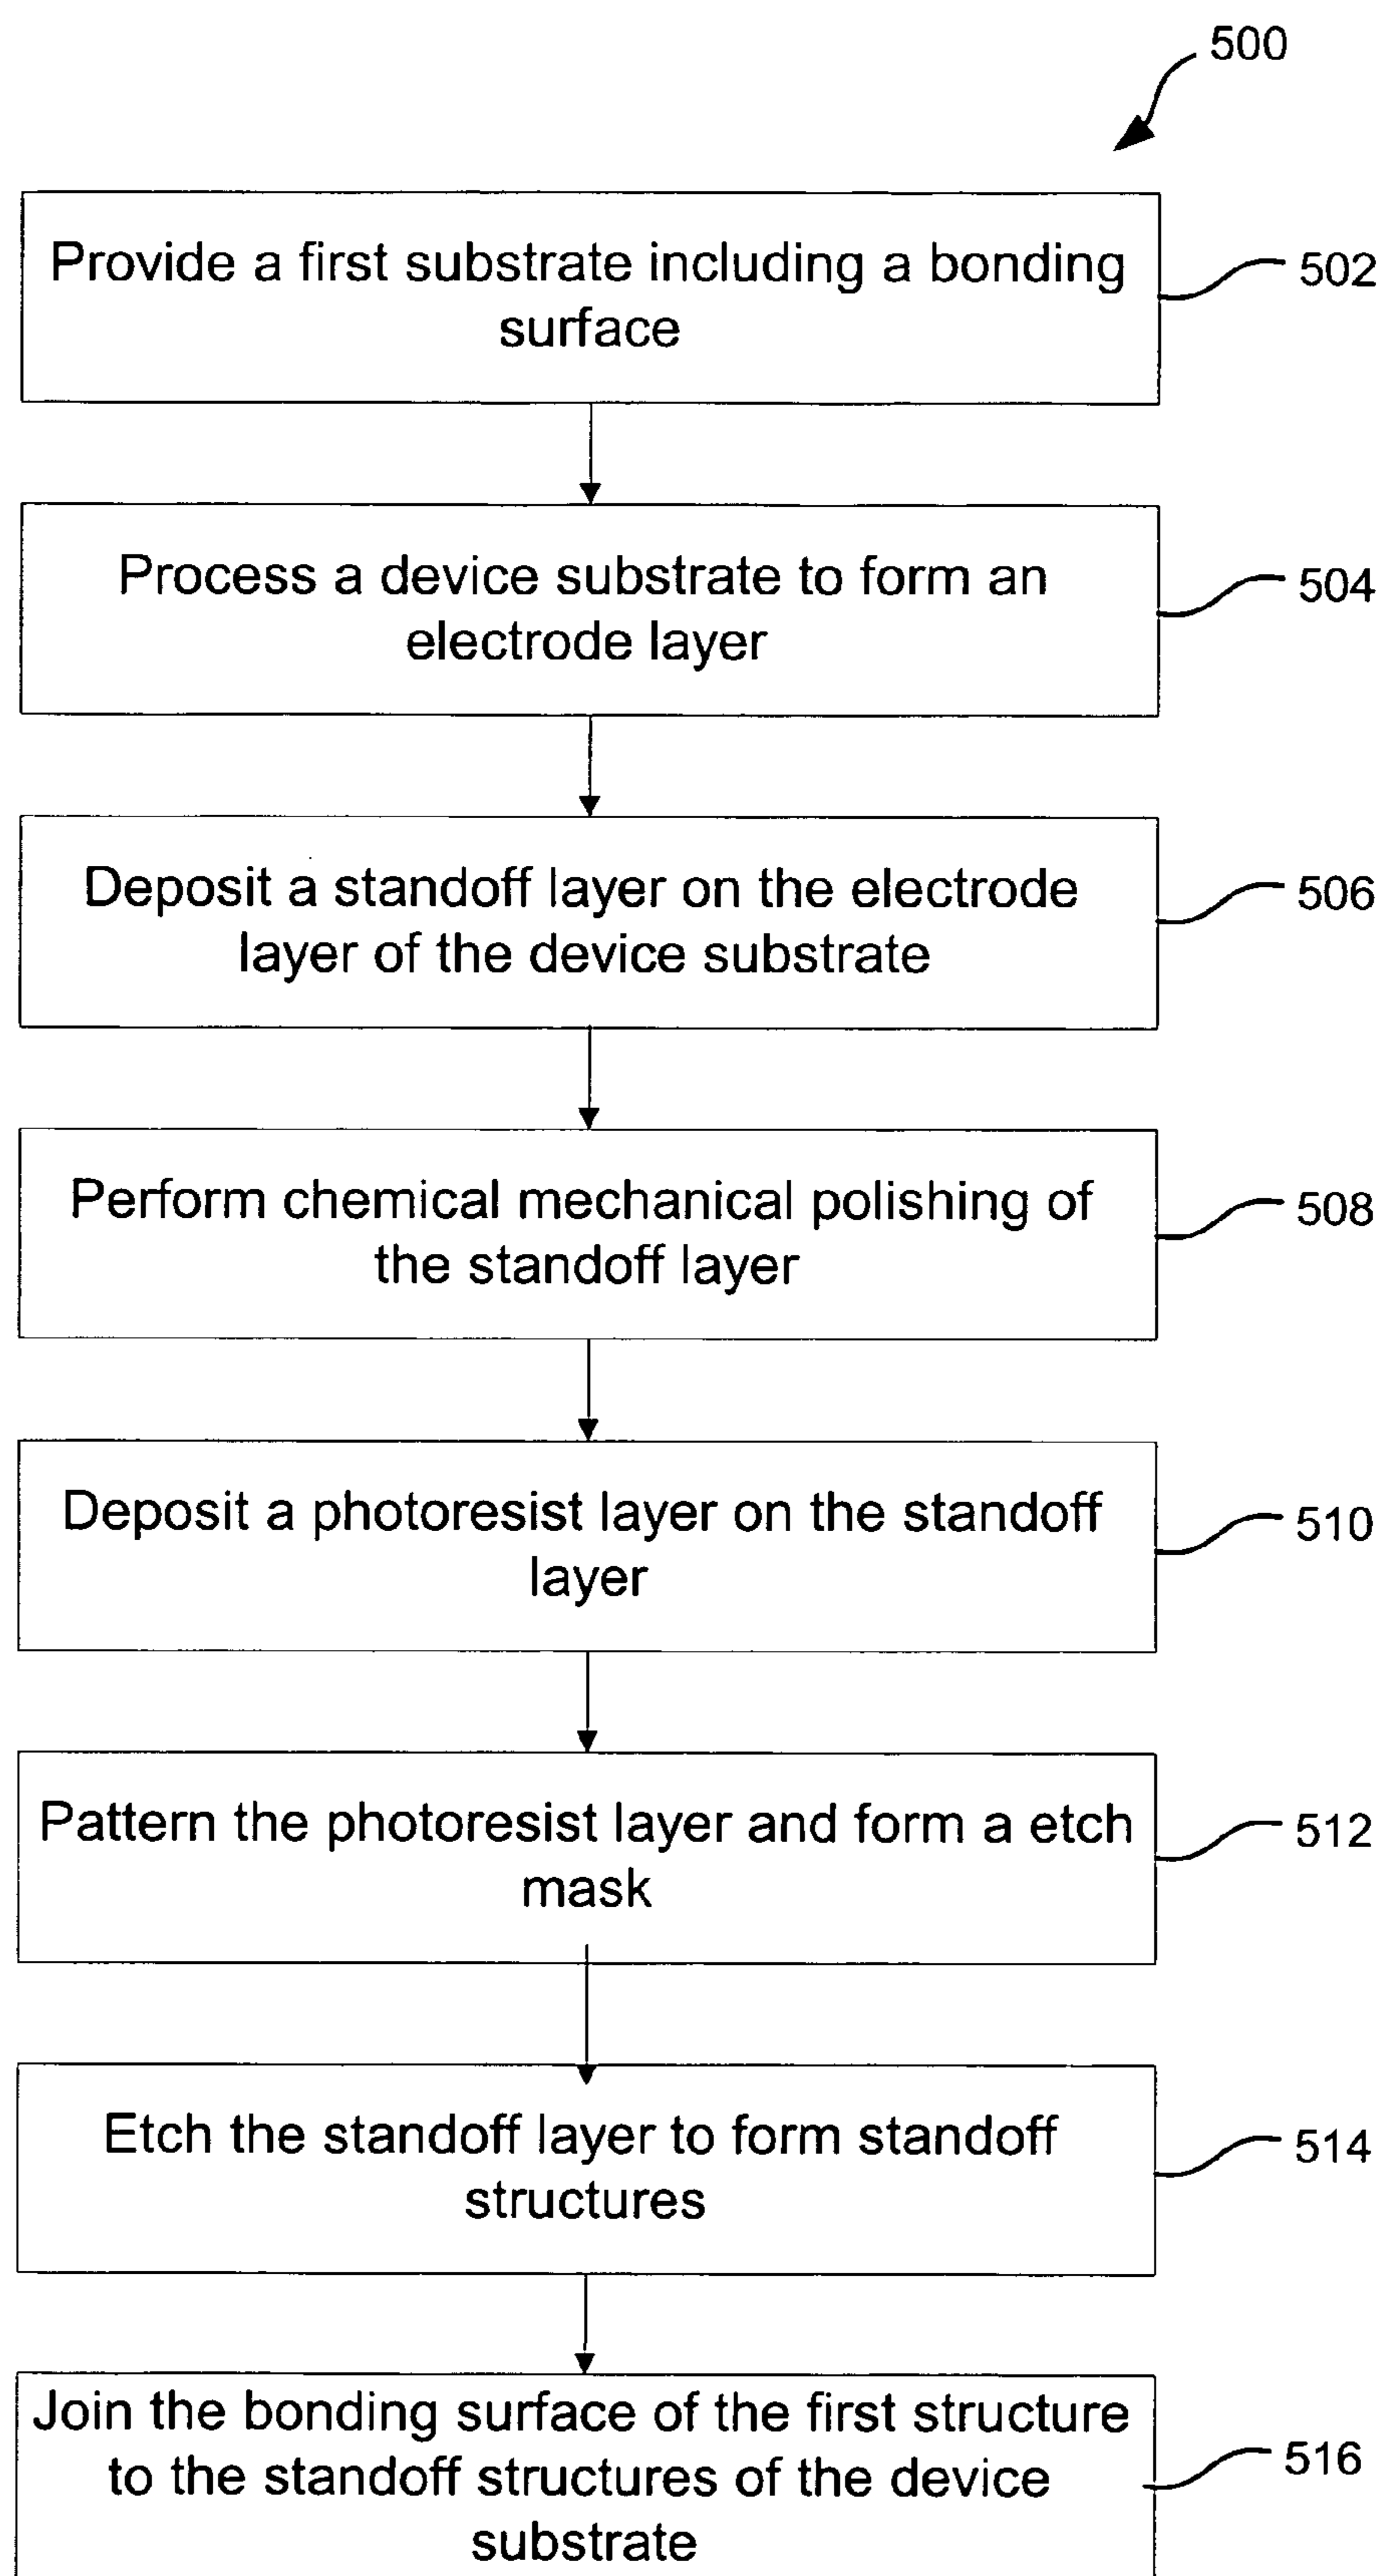 500
Provide a first substrate including a bonding
surface
502
Process a device substrate to form an
electrode layer
504
Deposit a standoff layer on the electrode
layer of the device substrate
506
Perform chemical mechanical polishing of
the standoff layer
508
Deposit a photoresist layer on the standoff
layer
510
Pattern the photoresist layer and form a etch
mask
512
Etch the standoff layer to form standoff
structures
514
Join the bonding surface of the first structure
to the standoff structures of the device
substrate
516